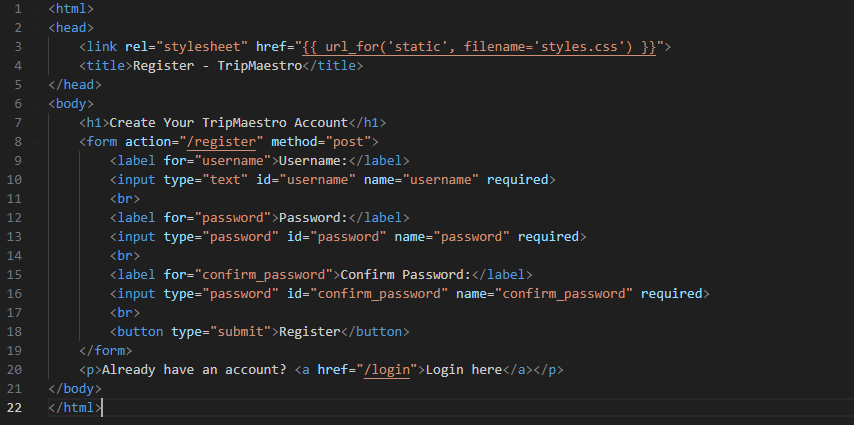 1 <html>
2 <head>
3     <link rel="stylesheet" href="{{ url_for('static', filename='styles.css') }}">
4     <title>Register - TripMaestro</title>
5 </head>
6 <body>
7     <h1>Create Your TripMaestro Account</h1>
8     <form action="/register" method="post">
9         <label for="username">Username:</label>
10         <input type="text" id="username" name="username" required>
11         <br>
12         <label for="password">Password:</label>
13         <input type="password" id="password" name="password" required>
14         <br>
15         <label for="confirm_password">Confirm Password:</label>
16         <input type="password" id="confirm_password" name="confirm_password" required>
17         <br>
18         <button type="submit">Register</button>
19     </form>
20     <p>Already have an account? <a href="/login">Login here</a></p>
21 </body>
22 </html>